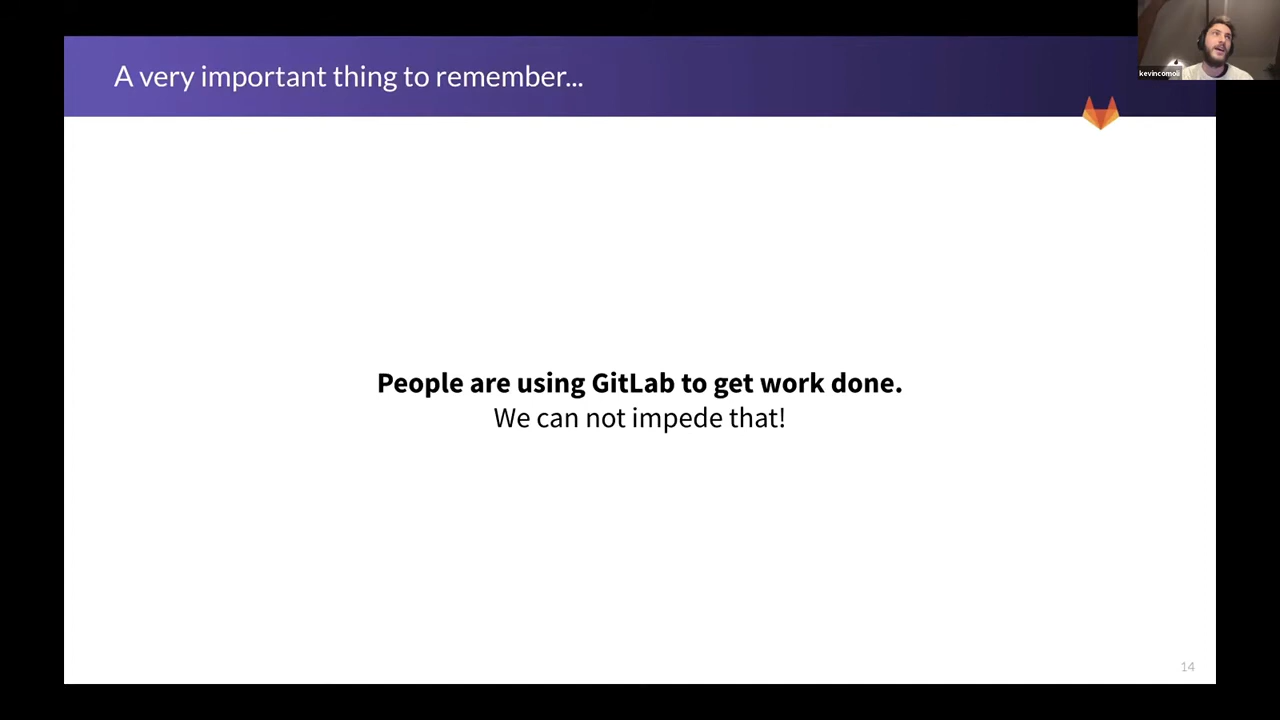 A very important thing to remember...
kevincomoli
People are using GitLab to get work done.
We can not impede that!
14